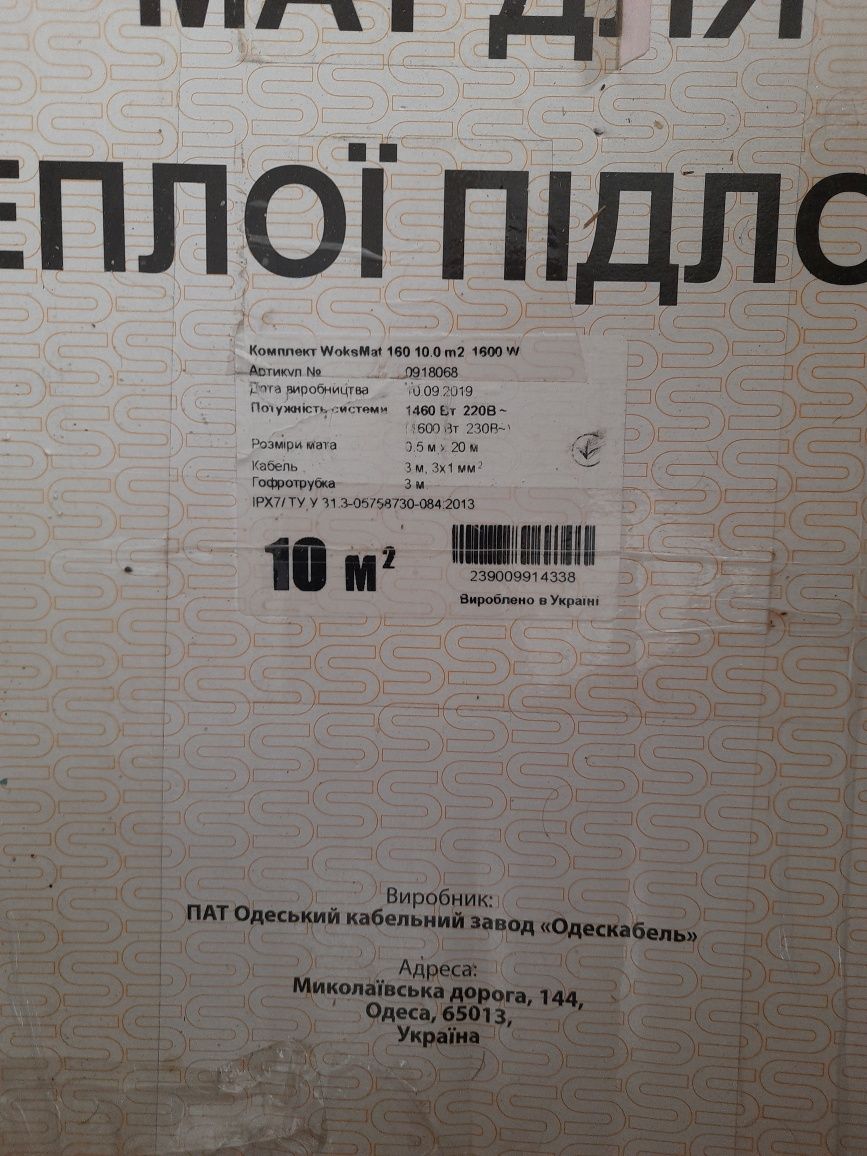 МАТ ДЛЯ
ЕПЛОЇ ПІДЛО
Комплект WoksMat 160 10.0 m2 1600 W
Артикул № 0918068
Дата виробництва 10.09.2019
Потужність системи 1460 Вт 220В~
(1600 Вт 230В~)
Розміри мата 0.5 м x 20 м
Кабель 3 м, 3x1 мм²
Гофротрубка 3 м
IPX7/ ТУ У 31.3-05758730-084:2013
10 м²
239009914338
Вироблено в Україні
Виробник:
ПАТ Одеський кабельний завод «Одескабель»
Адреса:
Миколаївська дорога, 144,
Одеса, 65013,
Україна